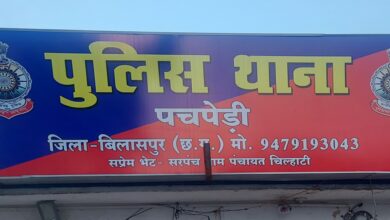 पुलिस थाना
पचपेड़ी
जिला-बिलासपुर (छ.ग.) मो. 9479193043
सप्रेम भेंट- सरपंच ग्राम पंचायत चिल्हाटी